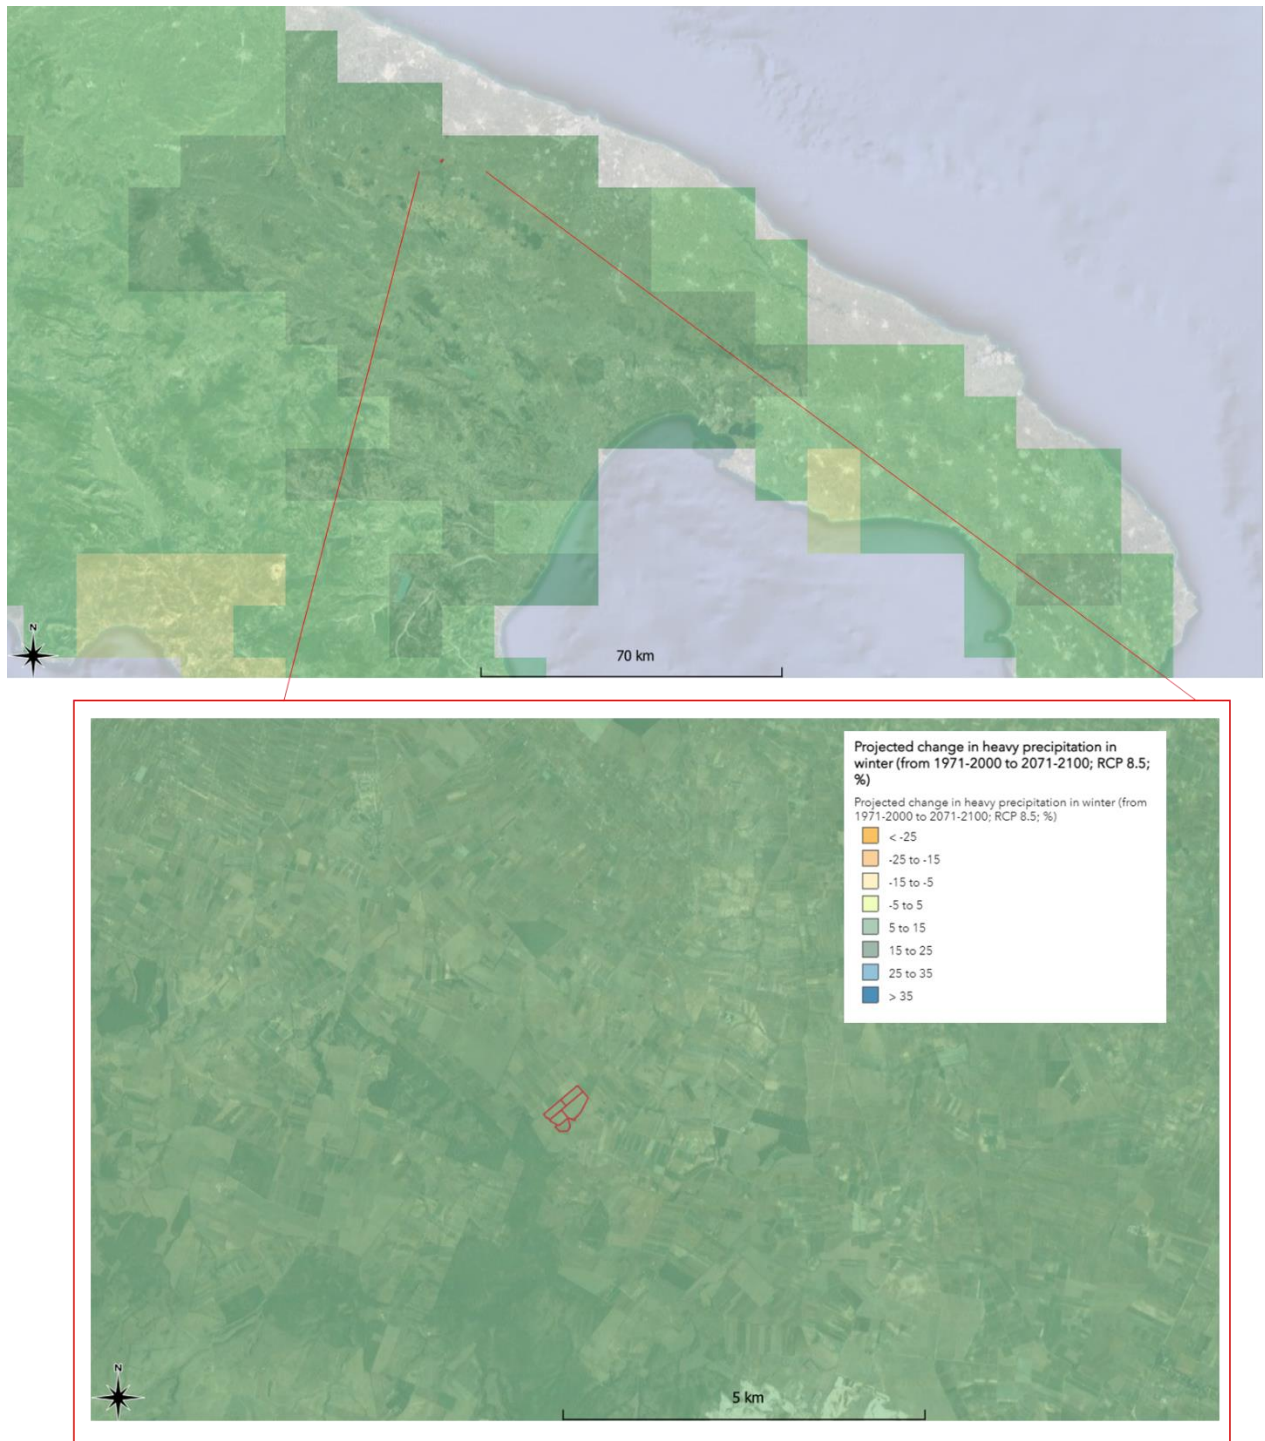 N
70 km
Projected change in heavy precipitation in
winter (from 1971-2000 to 2071-2100; RCP 8.5;
%)
Projected change in heavy precipitation in winter (from
1971-2000 to 2071-2100; RCP 8.5; %)
< -25
-25 to -15
-15 to -5
-5 to 5
5 to 15
15 to 25
25 to 35
> 35
N
5 km